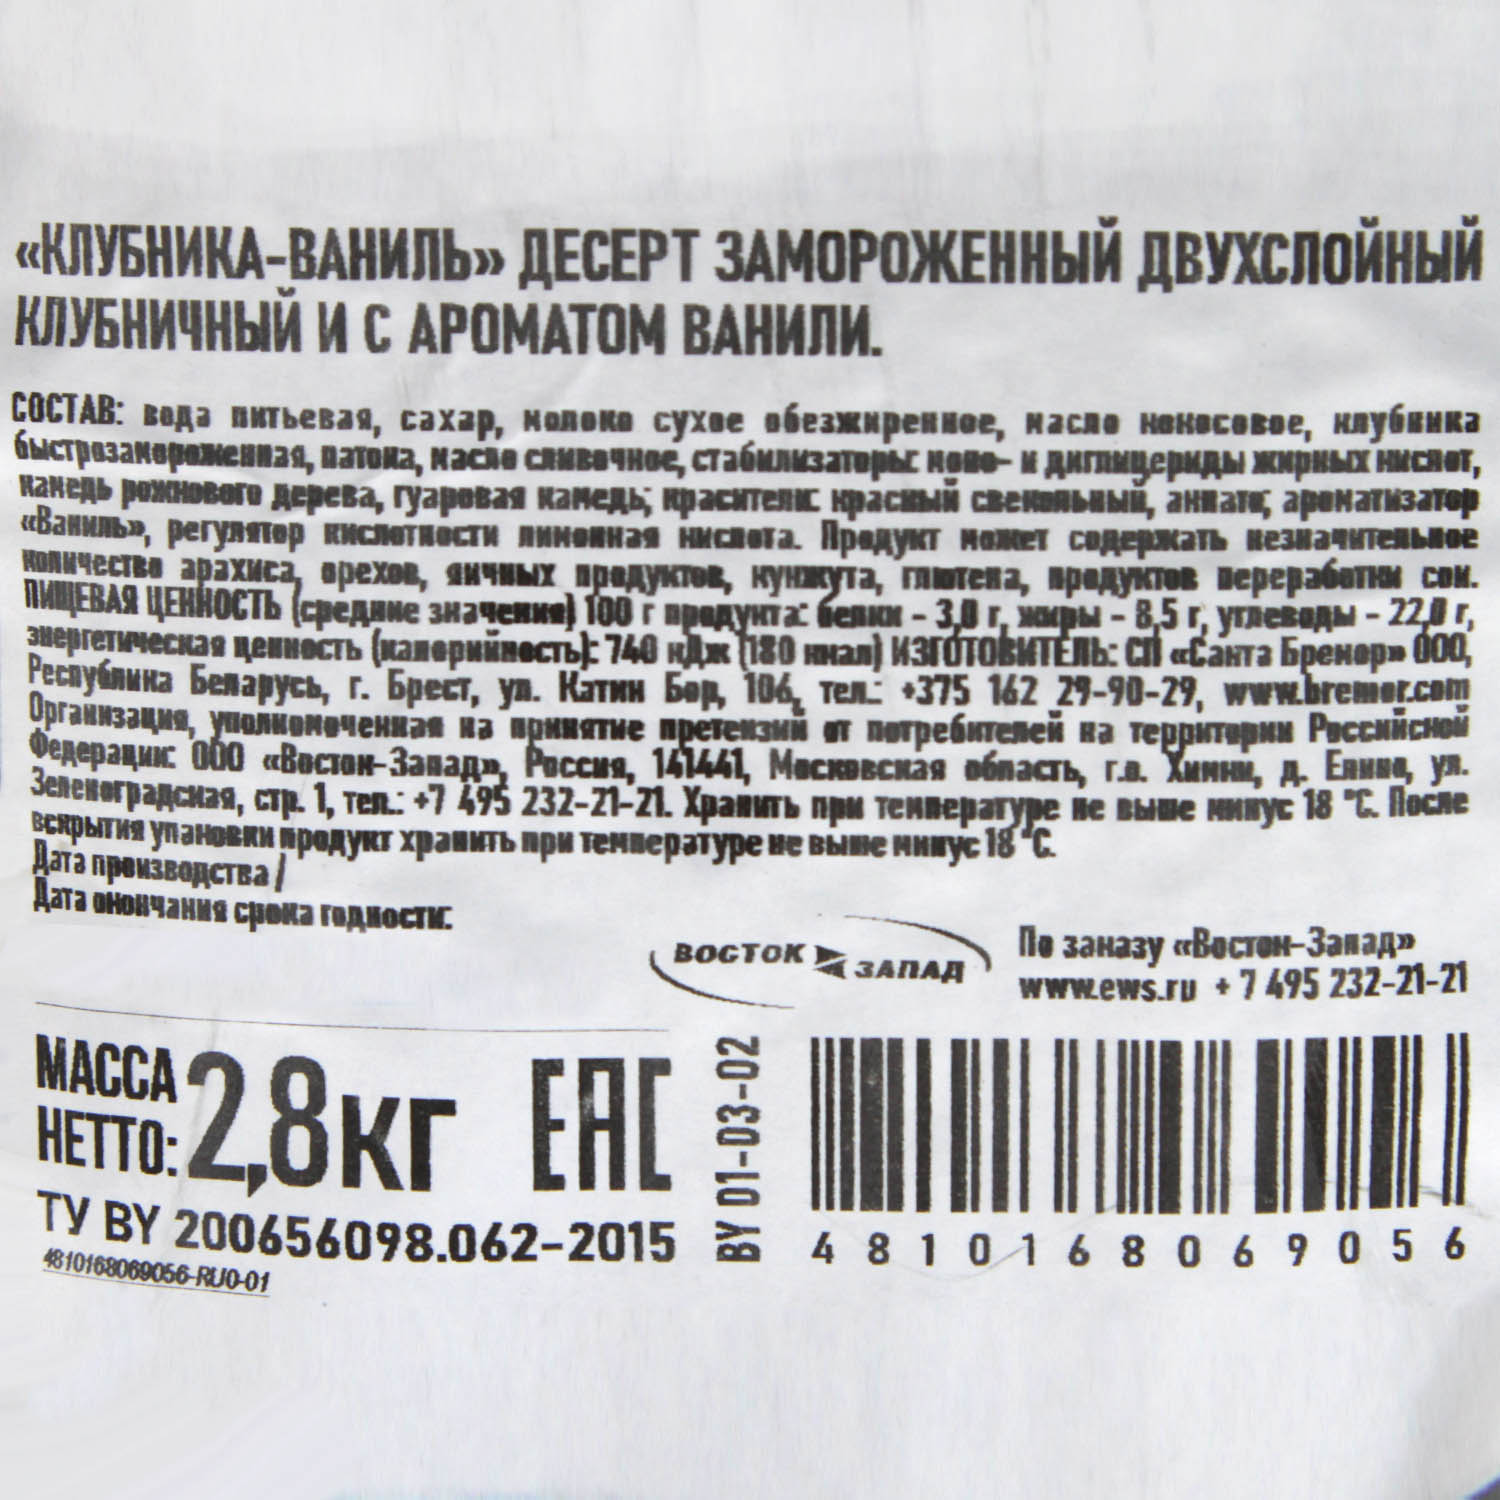 «КЛУБНИКА-ВАНИЛЬ» ДЕСЕРТ ЗАМОРОЖЕННЫЙ ДВУХСЛОЙНЫЙ
КЛУБНИЧНЫЙ И С АРОМАТОМ ВАНИЛИ.
СОСТАВ: вода питьевая, сахар, молоко сухое обезжиренное, масло кокосовое, клубника
быстрозамороженная, патока, масло сливочное, стабилизаторы: моно- и диглицериды жирных кислот,
камедь рожкового дерева, гуаровая камедь; красители: красный свекольный, аннато; ароматизатор
«Ваниль», регулятор кислотности лимонная кислота. Продукт может содержать незначительное
количество арахиса, орехов, яичных продуктов, кунжута, глютена, продуктов переработки сои.
ПИЩЕВАЯ ЦЕННОСТЬ (средние значения) 100 г продукта: белки - 3,0 г, жиры - 8,5 г, углеводы - 22,0 г,
энергетическая ценность (калорийность): 740 кДж (180 ккал) ИЗГОТОВИТЕЛЬ: СП «Санта Бремор» ООО,
Республика Беларусь, г. Брест, ул. Катин Бор, 106, тел.: +375 162 29-90-29, www.bremor.com
Организация, уполномоченная на принятие претензий от потребителей на территории Российской
Федерации: ООО «Восток-Запад», Россия, 141441, Московская область, г.о. Химки, д. Елино, ул.
Зеленоградская, стр. 1, тел.: +7 495 232-21-21. Хранить при температуре не выше минус 18 °С. После
вскрытия упаковки продукт хранить при температуре не выше минус 18 °С.
Дата производства /
Дата окончания срока годности:
ВОСТОК ЗАПАД
По заказу «Восток-Запад»
www.ews.ru + 7 495 232-21-21
МАССА
НЕТТО: 2,8 КГ
EAC
BY 01-03-02
ТУ BY 200656098.062-2015
4810168069056-RU0-01
4810168069056